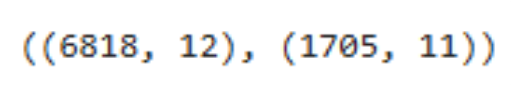 ((6818, 12), (1705, 11))